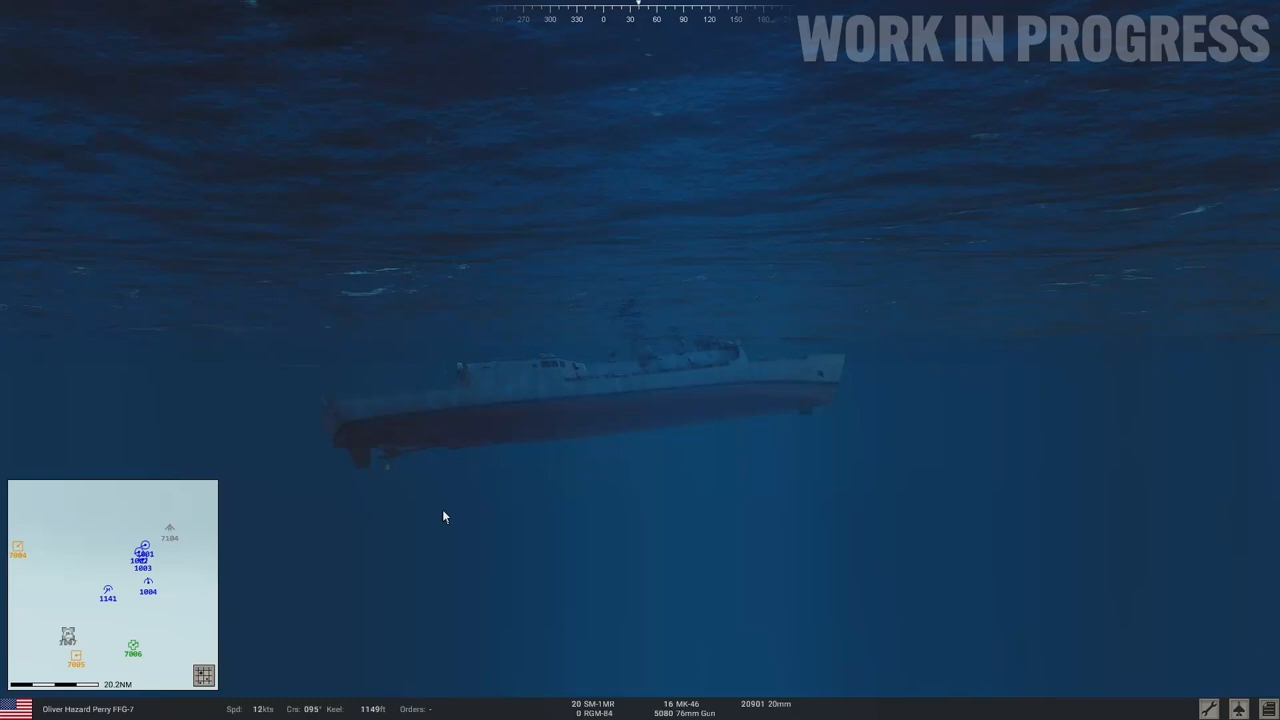 240 270 300 330 0 30 60 90 120 150 180
WORK IN PROGRESS
7104
7004
1001
1003
1004
1141
7006
7005
20.2NM
Oliver Hazard Perry FFG-7 Spd: 12kts Crs: 095° Keel: 1149ft Orders: -
20 SM-1MR 16 MK-46 20901 20mm
0 RGM-84 5080 76mm Gun